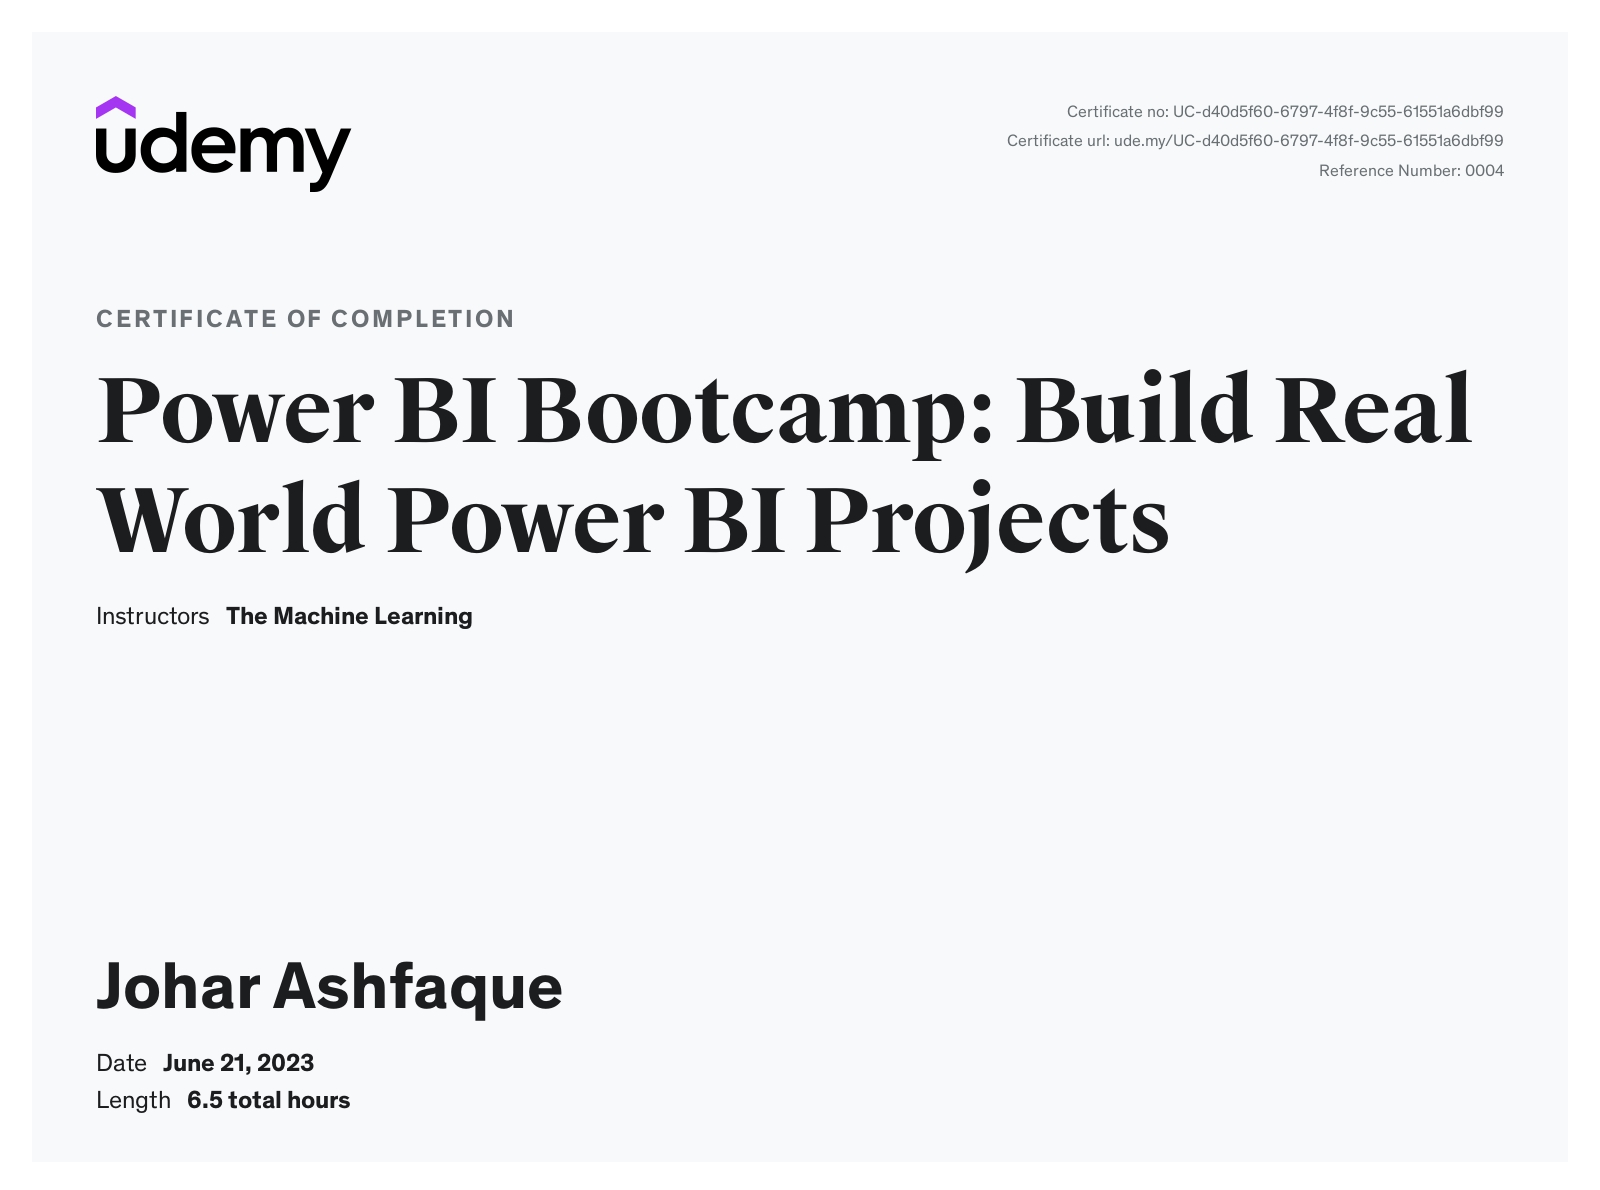 udemy
Certificate no: UC-d40d5f60-6797-4f8f-9c55-61551a6dbf99
Certificate url: ude.my/UC-d40d5f60-6797-4f8f-9c55-61551a6dbf99
Reference Number: 0004
CERTIFICATE OF COMPLETION
Power BI Bootcamp: Build Real
World Power BI Projects
Instructors The Machine Learning
Johar Ashfaque
Date June 21, 2023
Length 6.5 total hours